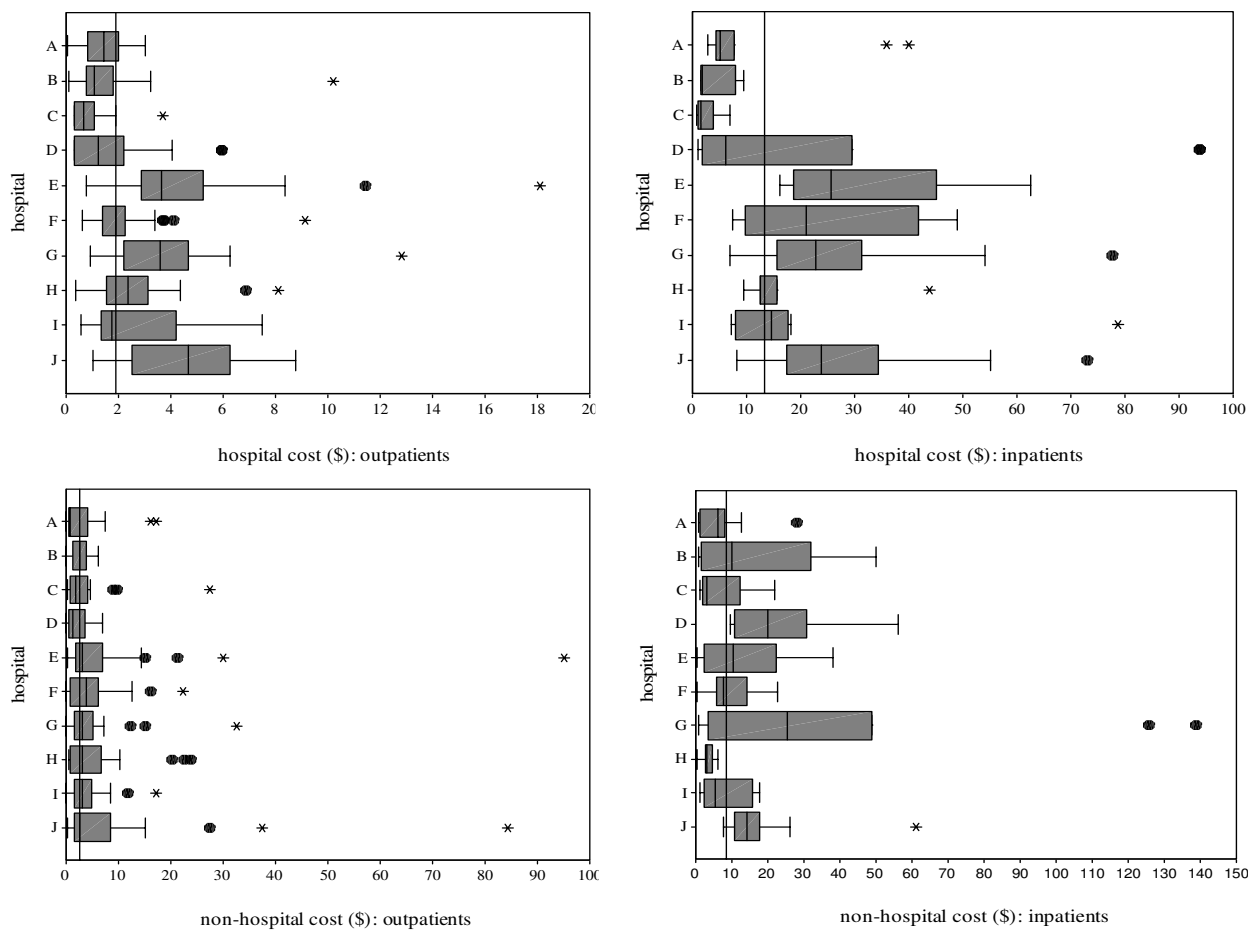 hospital
A
B
C
D
E
F
G
H
I
J
0 2 4 6 8 10 12 14 16 18 20
hospital cost ($): outpatients
hospital
A
B
C
D
E
F
G
H
I
J
0 10 20 30 40 50 60 70 80 90 100
hospital cost ($): inpatients
hospital
A
B
C
D
E
F
G
H
I
J
0 10 20 30 40 50 60 70 80 90 100
non-hospital cost ($): outpatients
hospital
A
B
C
D
E
F
G
H
I
J
0 10 20 30 40 50 60 70 80 90 100 110 120 130 140 150
non-hospital cost ($): inpatients